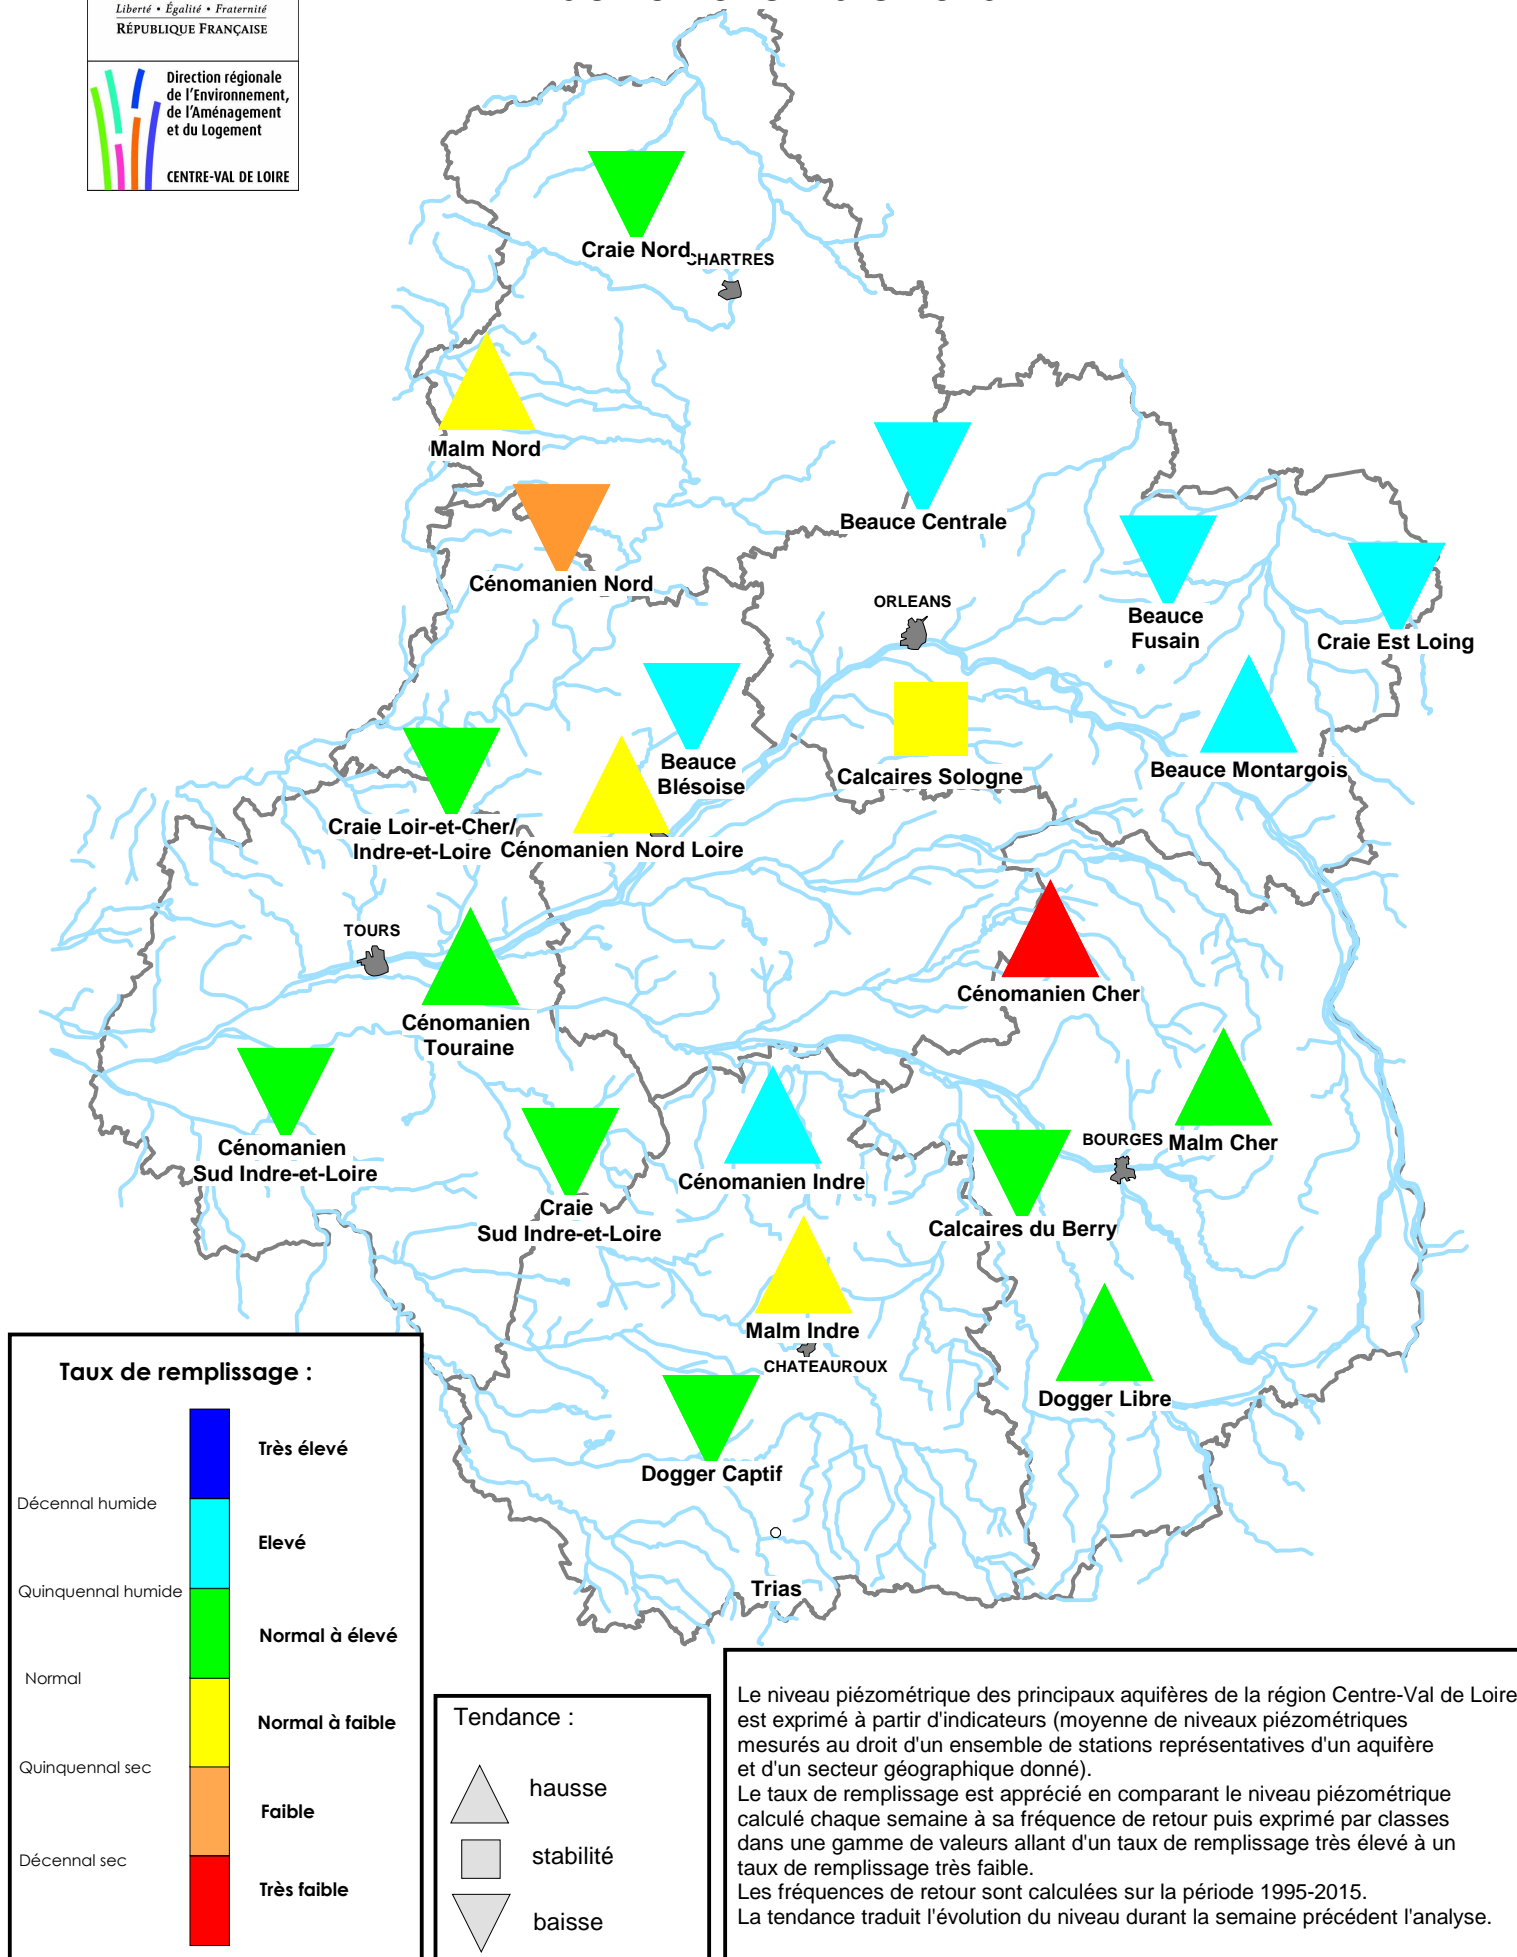 Liberté • Égalité • Fraternité
RÉPUBLIQUE FRANÇAISE
Direction régionale
de l'Environnement,
de l'Aménagement
et du Logement
CENTRE-VAL DE LOIRE
Craie Nord
CHARTRES
Malm Nord
Beauce Centrale
Cénomanien Nord
ORLEANS
Beauce
Fusain
Craie Est Loing
Beauce
Blésoise
Calcaires Sologne
Beauce Montargois
Craie Loir-et-Cher/
Indre-et-Loire
Cénomanien Nord Loire
TOURS
Cénomanien Cher
Cénomanien
Touraine
Cénomanien
Sud Indre-et-Loire
BOURGES
Malm Cher
Cénomanien Indre
Craie
Sud Indre-et-Loire
Calcaires du Berry
Malm Indre
CHATEAUROUX
Dogger Libre
Dogger Captif
Trias
Taux de remplissage :
Très élevé
Décennal humide
Elevé
Quinquennal humide
Normal à élevé
Normal
Normal à faible
Quinquennal sec
Faible
Décennal sec
Très faible
Tendance :
hausse
stabilité
baisse
Le niveau piézométrique des principaux aquifères de la région Centre-Val de Loire
est exprimé à partir d'indicateurs (moyenne de niveaux piézométriques
mesurés au droit d'un ensemble de stations représentatives d'un aquifère
et d'un secteur géographique donné).
Le taux de remplissage est apprécié en comparant le niveau piézométrique
calculé chaque semaine à sa fréquence de retour puis exprimé par classes
dans une gamme de valeurs allant d'un taux de remplissage très élevé à un
taux de remplissage très faible.
Les fréquences de retour sont calculées sur la période 1995-2015.
La tendance traduit l'évolution du niveau durant la semaine précédent l'analyse.